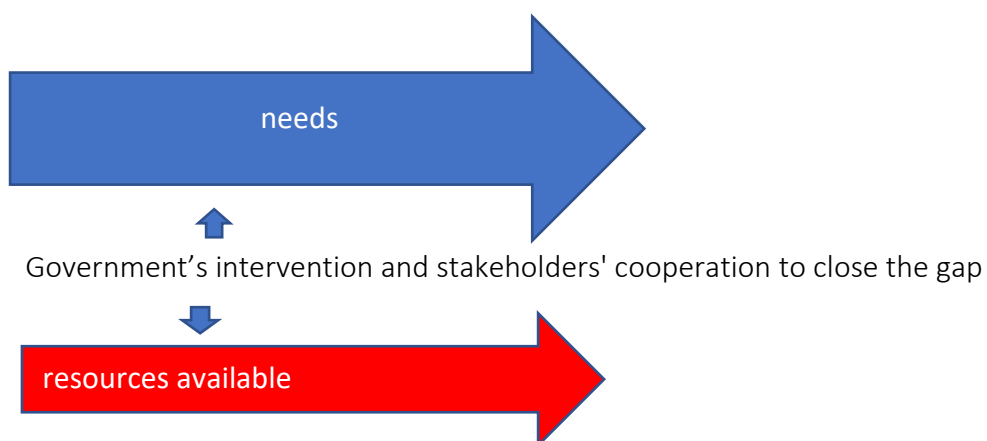 needs
Government’s intervention and stakeholders' cooperation to close the gap
resources available